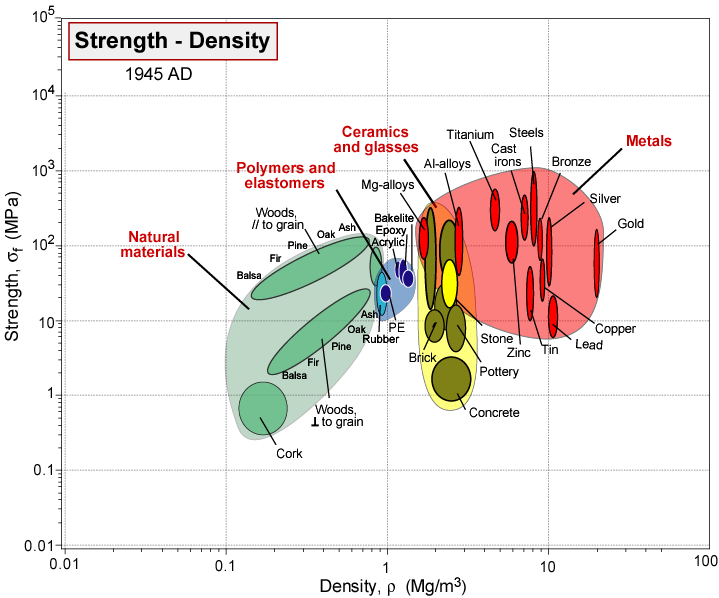 Strength - Density
1945 AD
10⁵
10⁴
10³
10²
10
1
0.1
0.01
Strength, σf (MPa)
Ceramics
and glasses
Metals
Polymers and
elastomers
Natural
materials
Titanium
Steels
Cast
irons
Bronze
Al-alloys
Silver
Mg-alloys
Gold
Woods,
// to grain
Bakelite
Epoxy
Acrylic
Ash
Oak
Pine
Fir
Balsa
Ash
Oak
Pine
Fir
Balsa
PE
Rubber
Stone
Brick
Pottery
Concrete
Zinc
Tin
Lead
Copper
Woods,
⊥ to grain
Cork
0.01
0.1
1
10
100
Density, ρ (Mg/m³)